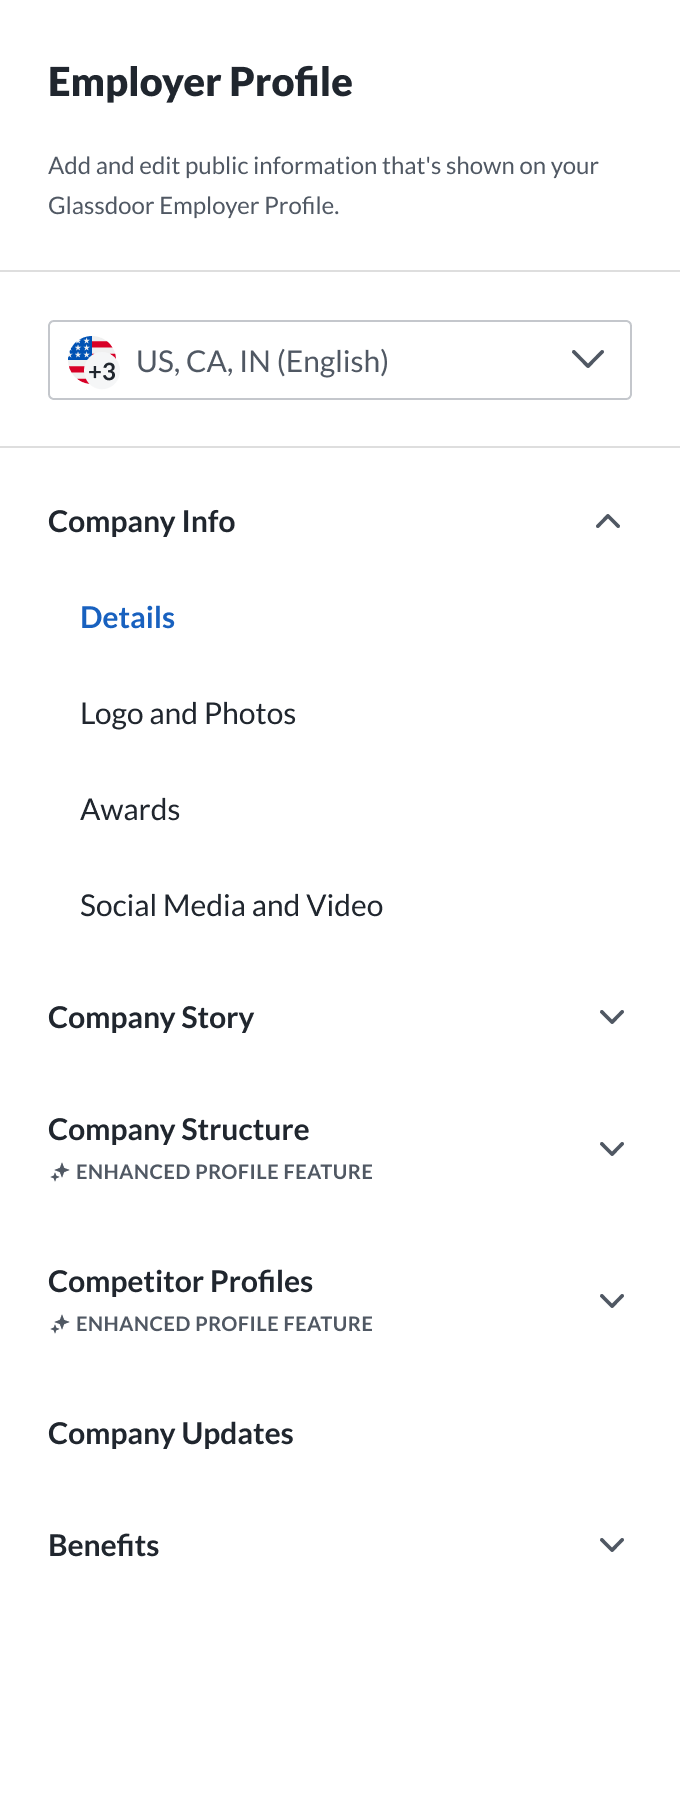 Employer Profile
Add and edit public information that's shown on your
Glassdoor Employer Profile.
+3 US, CA, IN (English)
Company Info
Details
Logo and Photos
Awards
Social Media and Video
Company Story
Company Structure
ENHANCED PROFILE FEATURE
Competitor Profiles
ENHANCED PROFILE FEATURE
Company Updates
Benefits